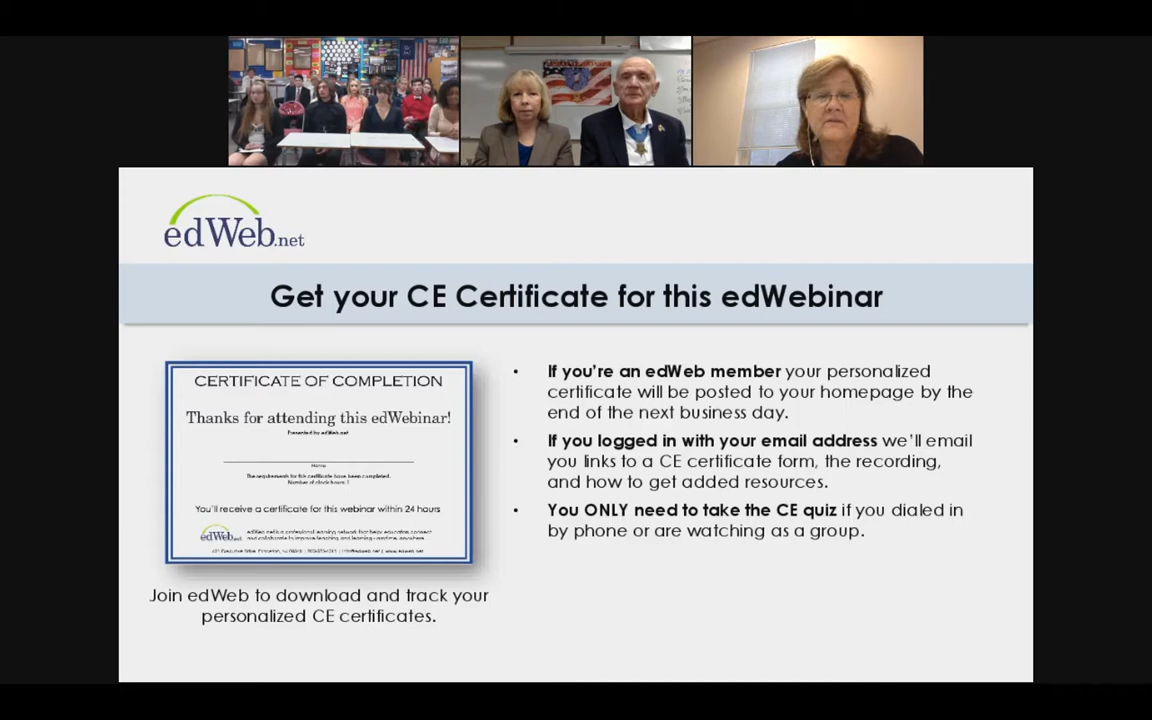 edWeb.net
Get your CE Certificate for this edWebinar
CERTIFICATE OF COMPLETION
Thanks for attending this edWebinar!
Presented by edWeb.net
Name
The requirements for this certificate have been completed.
Number of clock hours: 1
You'll receive a certificate for this webinar within 24 hours
edWeb.net
edWeb.net is a professional learning network that helps educators connect
and collaborate to improve teaching and learning - anytime, anywhere.
Join edWeb to download and track your
personalized CE certificates.
• If you're an edWeb member your personalized
certificate will be posted to your homepage by the
end of the next business day.
• If you logged in with your email address we'll email
you links to a CE certificate form, the recording,
and how to get added resources.
• You ONLY need to take the CE quiz if you dialed in
by phone or are watching as a group.